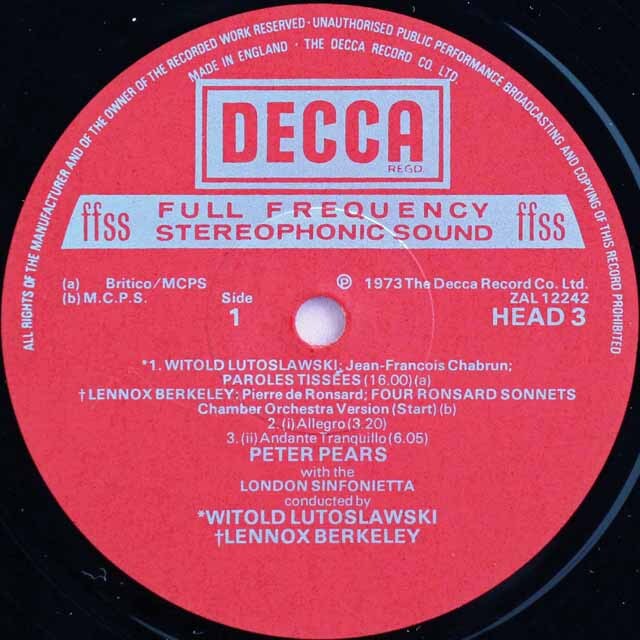 ALL RIGHTS OF THE MANUFACTURER AND OF THE OWNER OF THE RECORDED WORK RESERVED · UNAUTHORISED PUBLIC PERFORMANCE BROADCASTING AND COPYING OF THIS RECORD PROHIBITED
MADE IN ENGLAND · THE DECCA RECORD CO. LTD.
DECCA
REGD.
ffss FULL FREQUENCY ffss
STEREOPHONIC SOUND
(a) Britico/MCPS ℗ 1973 The Decca Record Co. Ltd.
(b) M.C.P.S. Side ZAL 12242
1 HEAD 3
*1. WITOLD LUTOSLAWSKI; Jean-Francois Chabrun;
PAROLES TISSÉES (16.00) (a)
†LENNOX BERKELEY; Pierre de Ronsard; FOUR RONSARD SONNETS
Chamber Orchestra Version (Start) (b)
2. (i) Allegro (3.20)
3. (ii) Andante Tranquillo (6.05)
PETER PEARS
with the
LONDON SINFONIETTA
conducted by
*WITOLD LUTOSLAWSKI
†LENNOX BERKELEY